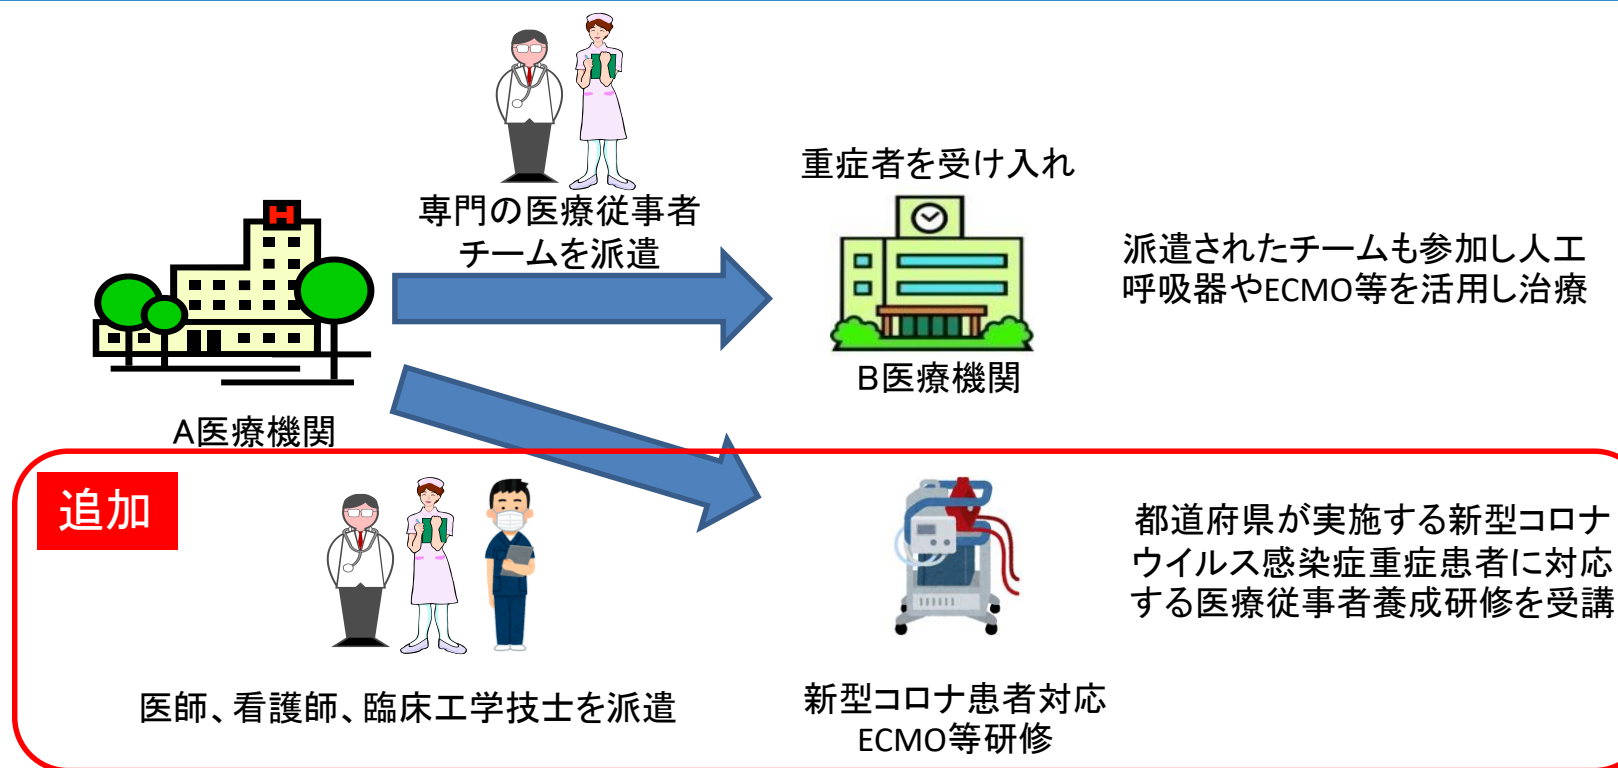 専門の医療従事者
チームを派遣
重症者を受け入れ
派遣されたチームも参加し人工
呼吸器やECMO等を活用し治療
H
A医療機関
B医療機関
追加
医師、看護師、臨床工学技士を派遣
新型コロナ患者対応
ECMO等研修
都道府県が実施する新型コロナ
ウイルス感染症重症患者に対応
する医療従事者養成研修を受講